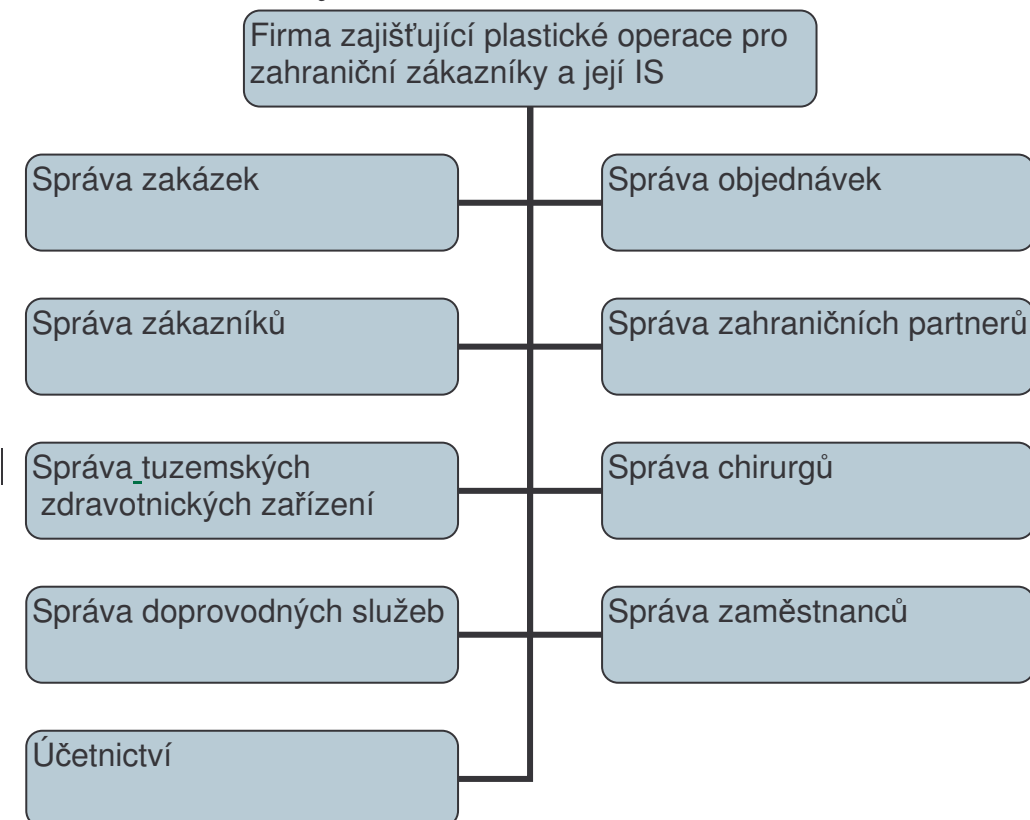 Firma zajišťující plastické operace pro
zahraniční zákazníky a její IS
Správa zakázek
Správa objednávek
Správa zákazníků
Správa zahraničních partnerů
Správa tuzemských
zdravotnických zařízení
Správa chirurgů
Správa doprovodných služeb
Správa zaměstnanců
Účetnictví